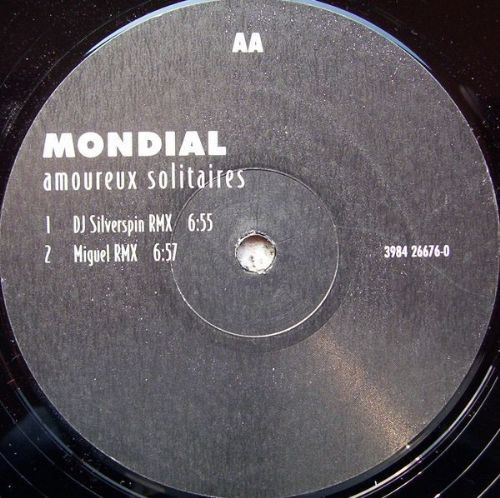 AA
MONDIAL
amoureux solitaires
1 DJ Silverspin RMX 6:55
2 Miguel RMX 6:57
3984 26676-0